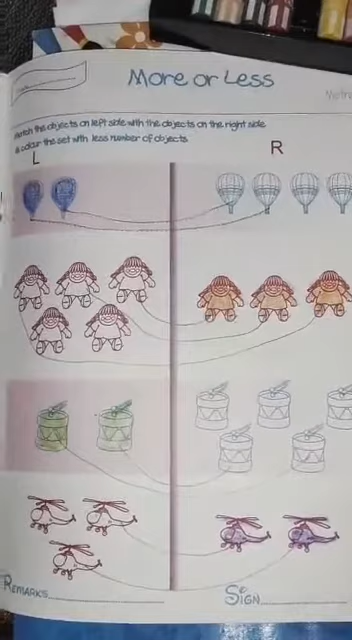 More or Less
Match the objects on left side with the objects on the right side
& colour the set with less number of objects
L
R
Remarks
Sign